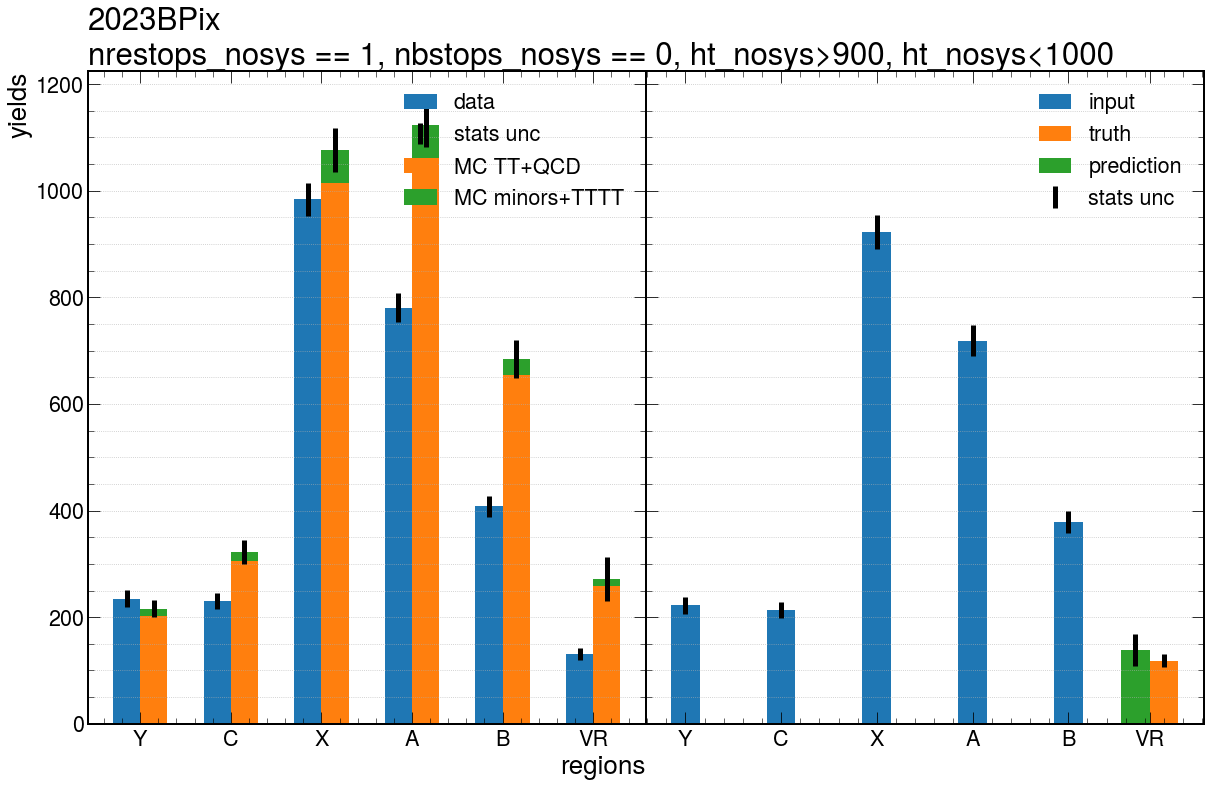 2023BPix
nrestops_nosys == 1, nbstops_nosys == 0, ht_nosys>900, ht_nosys<1000
yields
1200
1000
800
600
400
200
0
data
stats unc
MC TT+QCD
MC minors+TTTT
input
truth
prediction
stats unc
Y C X A B VR
Y C X A B VR
regions